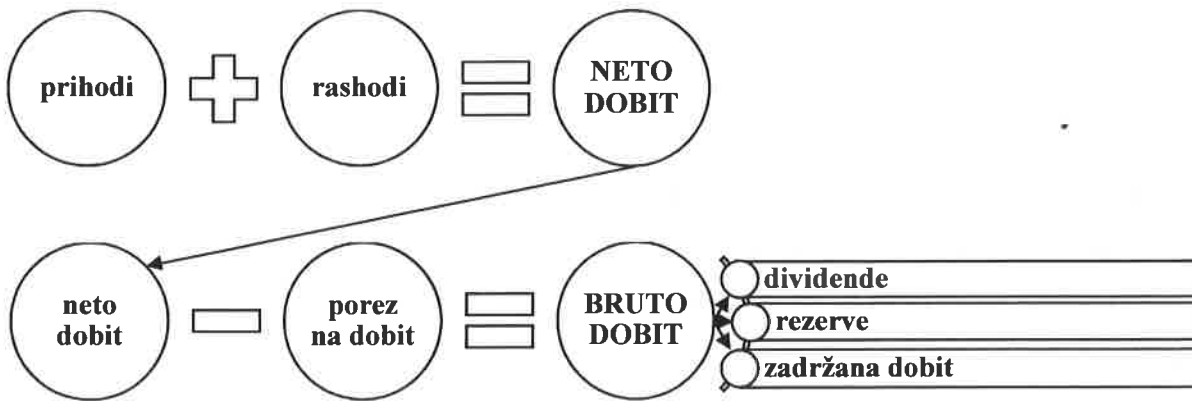 prihodi
rashodi
NETO
DOBIT
neto
dobit
porez
na dobit
BRUTO
DOBIT
dividende
rezerve
zadržana dobit